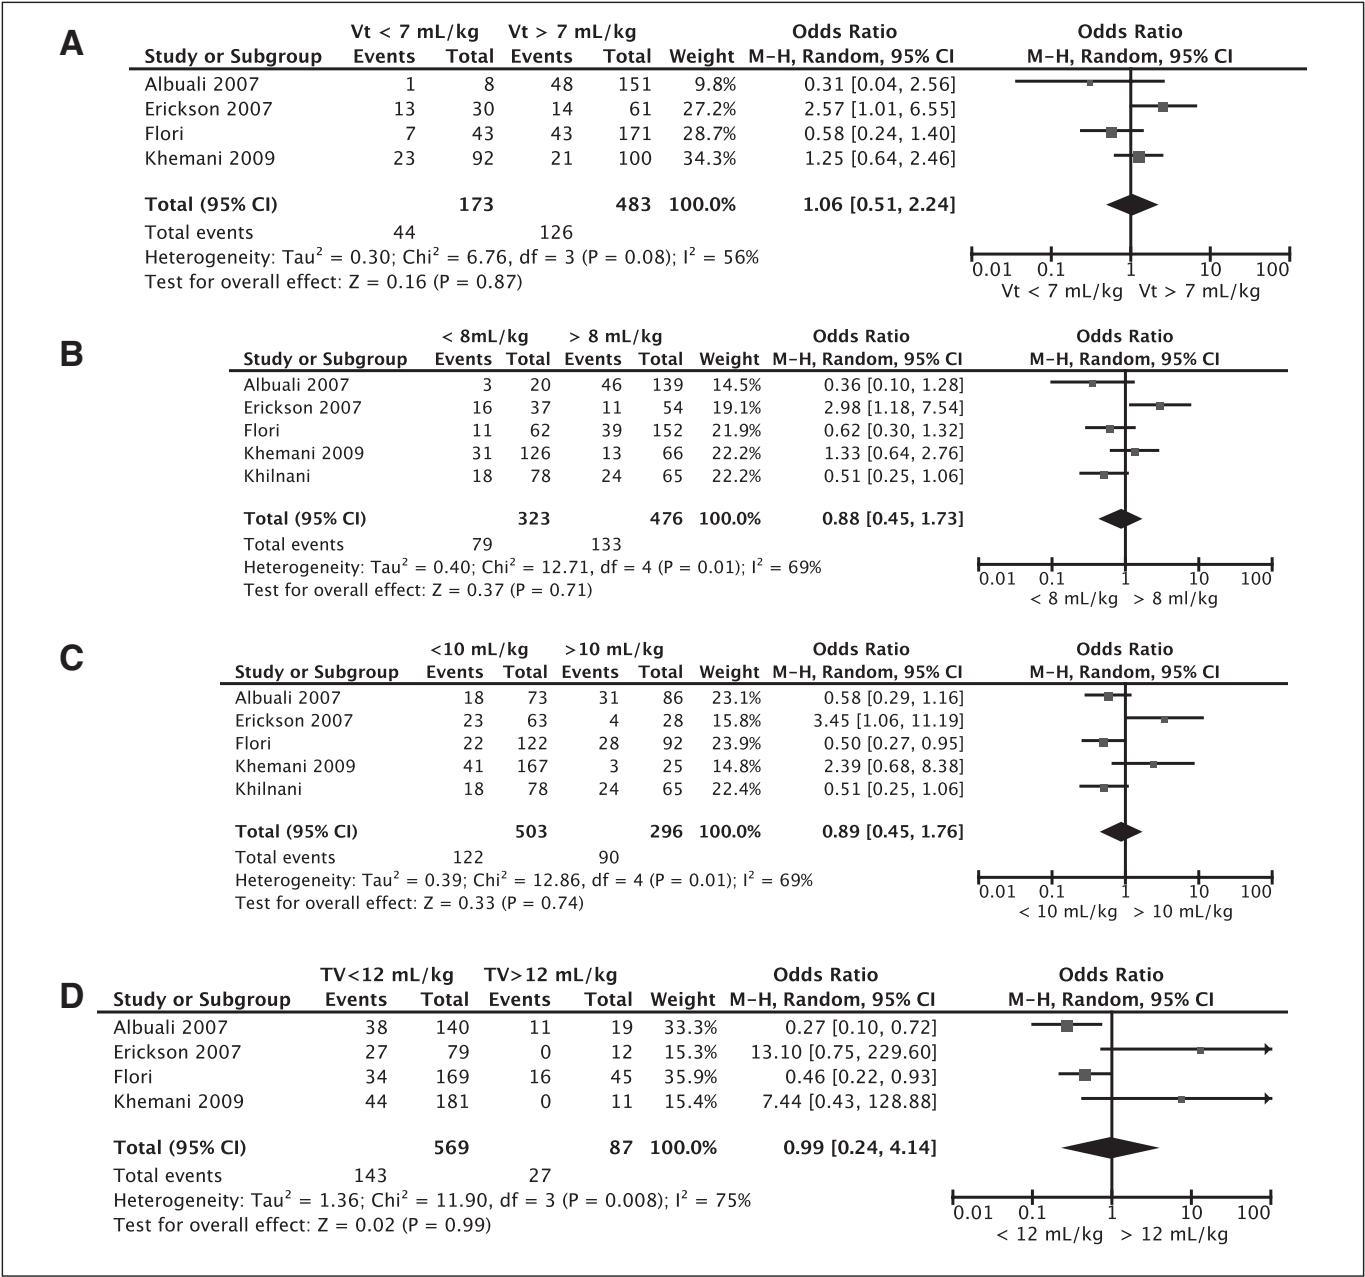 A
Vt < 7 mL/kg Vt > 7 mL/kg Odds Ratio Odds Ratio
Study or Subgroup Events Total Events Total Weight M-H, Random, 95% CI M-H, Random, 95% CI
Albuali 2007 1 8 48 151 9.8% 0.31 [0.04, 2.56]
Erickson 2007 13 30 14 61 27.2% 2.57 [1.01, 6.55]
Flori 7 43 43 171 28.7% 0.58 [0.24, 1.40]
Khemani 2009 23 92 21 100 34.3% 1.25 [0.64, 2.46]
Total (95% CI) 173 483 100.0% 1.06 [0.51, 2.24]
Total events 44 126
Heterogeneity: Tau² = 0.30; Chi² = 6.76, df = 3 (P = 0.08); I² = 56%
Test for overall effect: Z = 0.16 (P = 0.87)
0.01 0.1 1 10 100
Vt < 7 mL/kg Vt > 7 mL/kg
B
< 8mL/kg > 8 mL/kg Odds Ratio Odds Ratio
Study or Subgroup Events Total Events Total Weight M-H, Random, 95% CI M-H, Random, 95% CI
Albuali 2007 3 20 46 139 14.5% 0.36 [0.10, 1.28]
Erickson 2007 16 37 11 54 19.1% 2.98 [1.18, 7.54]
Flori 11 62 39 152 21.9% 0.62 [0.30, 1.32]
Khemani 2009 31 126 13 66 22.2% 1.33 [0.64, 2.76]
Khilnani 18 78 24 65 22.2% 0.51 [0.25, 1.06]
Total (95% CI) 323 476 100.0% 0.88 [0.45, 1.73]
Total events 79 133
Heterogeneity: Tau² = 0.40; Chi² = 12.71, df = 4 (P = 0.01); I² = 69%
Test for overall effect: Z = 0.37 (P = 0.71)
0.01 0.1 1 10 100
< 8 mL/kg > 8 ml/kg
C
<10 mL/kg >10 mL/kg Odds Ratio Odds Ratio
Study or Subgroup Events Total Events Total Weight M-H, Random, 95% CI M-H, Random, 95% CI
Albuali 2007 18 73 31 86 23.1% 0.58 [0.29, 1.16]
Erickson 2007 23 63 4 28 15.8% 3.45 [1.06, 11.19]
Flori 22 122 28 92 23.9% 0.50 [0.27, 0.95]
Khemani 2009 41 167 3 25 14.8% 2.39 [0.68, 8.38]
Khilnani 18 78 24 65 22.4% 0.51 [0.25, 1.06]
Total (95% CI) 503 296 100.0% 0.89 [0.45, 1.76]
Total events 122 90
Heterogeneity: Tau² = 0.39; Chi² = 12.86, df = 4 (P = 0.01); I² = 69%
Test for overall effect: Z = 0.33 (P = 0.74)
0.01 0.1 1 10 100
< 10 mL/kg > 10 mL/kg
D
TV<12 mL/kg TV>12 mL/kg Odds Ratio Odds Ratio
Study or Subgroup Events Total Events Total Weight M-H, Random, 95% CI M-H, Random, 95% CI
Albuali 2007 38 140 11 19 33.3% 0.27 [0.10, 0.72]
Erickson 2007 27 79 0 12 15.3% 13.10 [0.75, 229.60]
Flori 34 169 16 45 35.9% 0.46 [0.22, 0.93]
Khemani 2009 44 181 0 11 15.4% 7.44 [0.43, 128.88]
Total (95% CI) 569 87 100.0% 0.99 [0.24, 4.14]
Total events 143 27
Heterogeneity: Tau² = 1.36; Chi² = 11.90, df = 3 (P = 0.008); I² = 75%
Test for overall effect: Z = 0.02 (P = 0.99)
0.01 0.1 1 10 100
< 12 mL/kg > 12 mL/kg